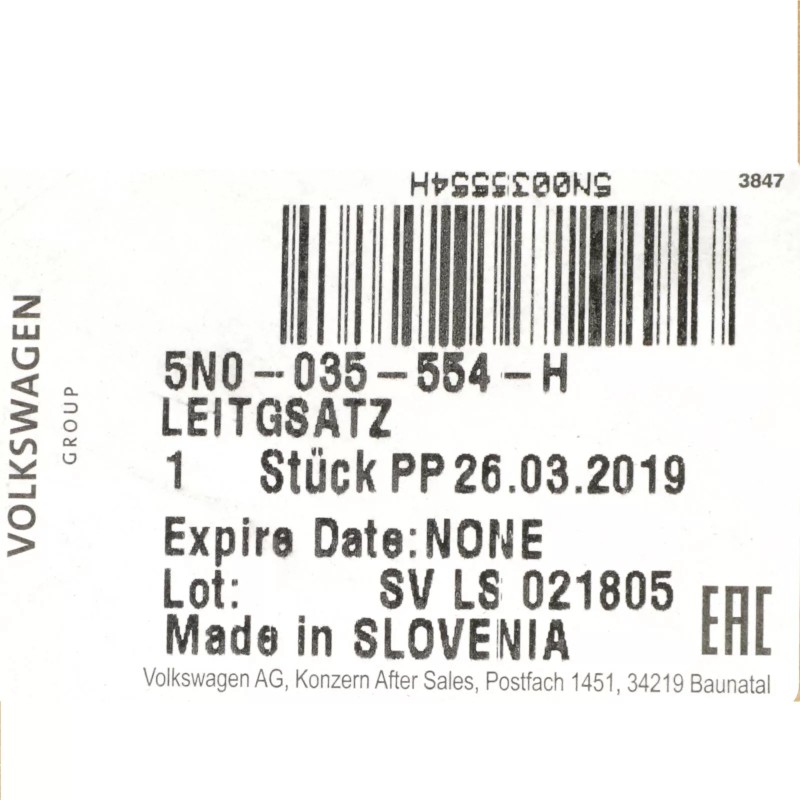 5N0035554H
3847
VOLKSWAGEN
GROUP
5N0-035-554-H
LEITGSATZ
1 Stück PP 26.03.2019
Expire Date: NONE
Lot: SV LS 021805
Made in SLOVENIA
EAC
Volkswagen AG, Konzern After Sales, Postfach 1451, 34219 Baunatal